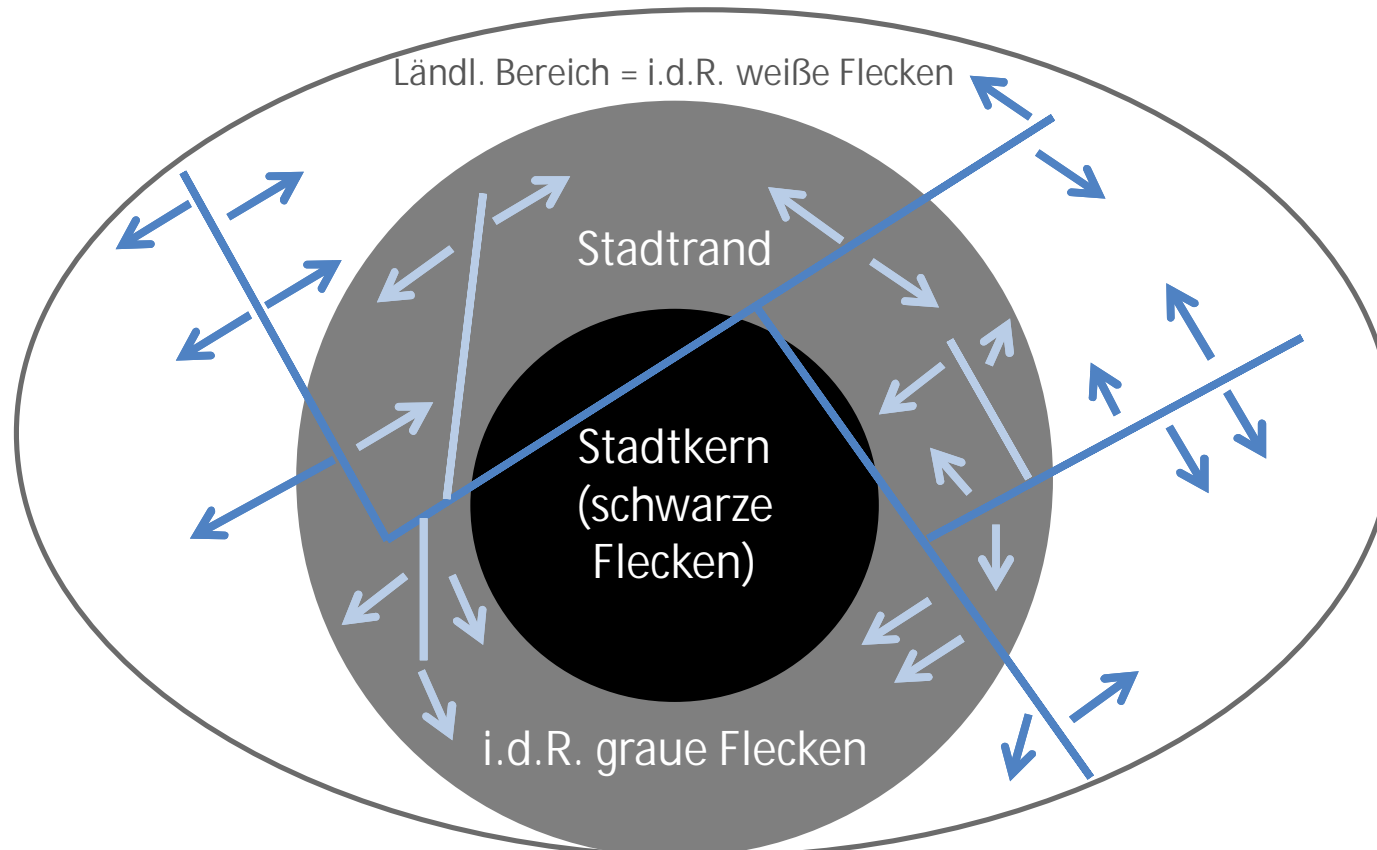 Ländl. Bereich = i.d.R. weiße Flecken
Stadtrand
Stadtkern
(schwarze
Flecken)
i.d.R. graue Flecken